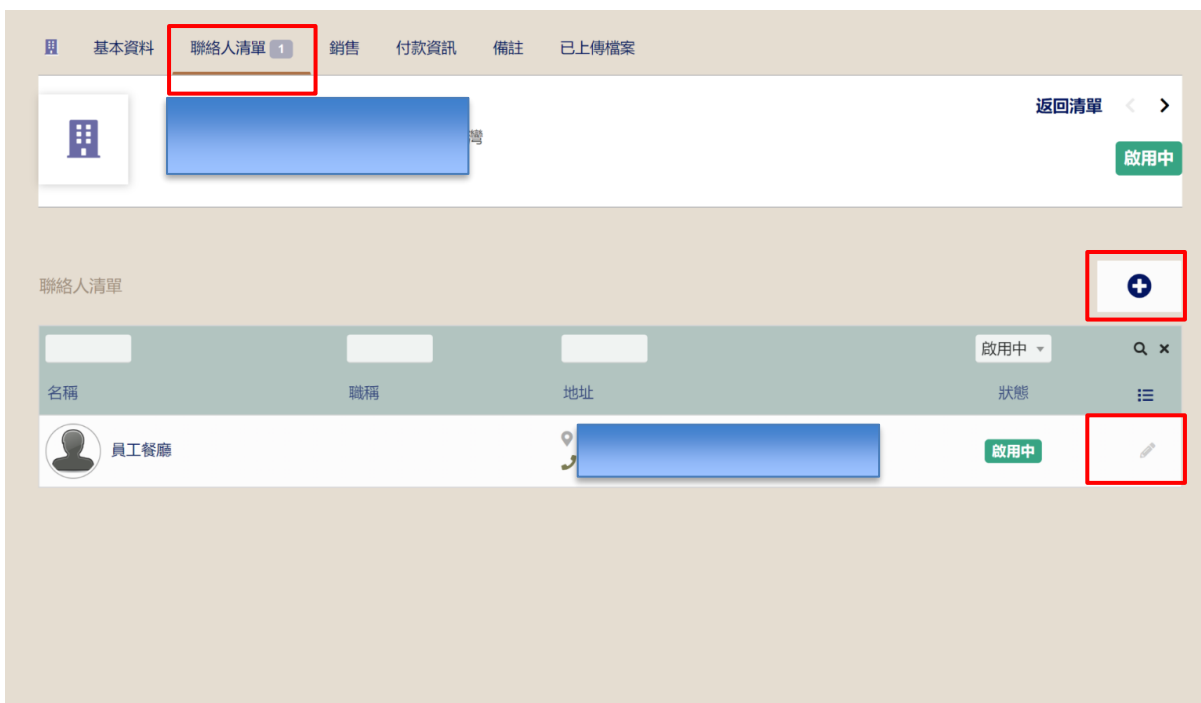 基本資料 聯絡人清單 1 銷售 付款資訊 備註 已上傳檔案
返回清單
灣
啟用中
聯絡人清單
啟用中
名稱 職稱 地址 狀態
員工餐廳 啟用中